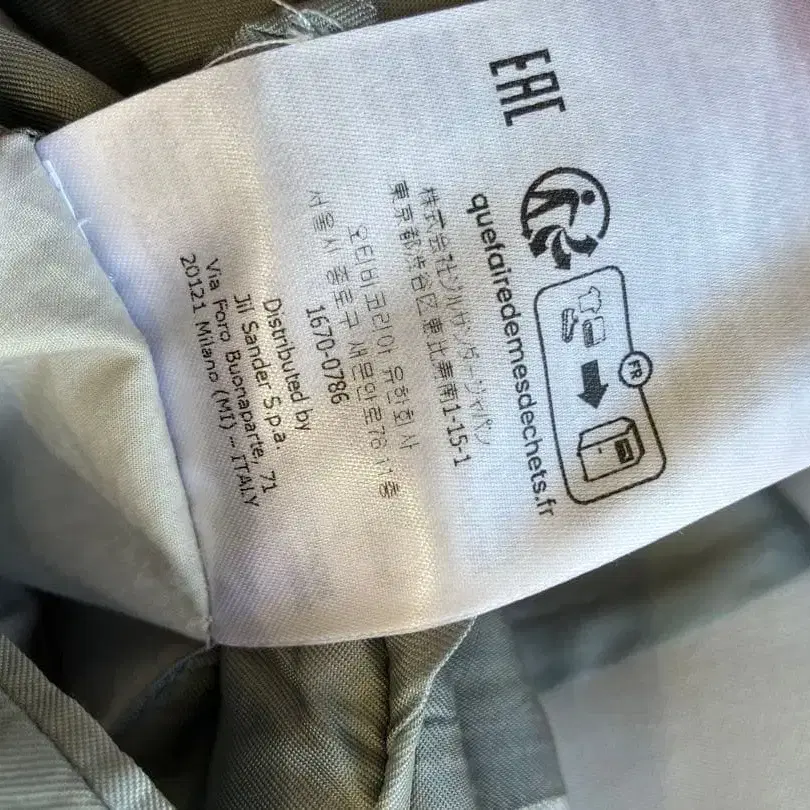 EAC
FR
quefairedemesdechets.fr
株式会社ジルサンダージャパン
東京都渋谷区恵比寿南1-15-1
오티비코리아 유한회사
서울시 종로구 새문안로76 11층
1670-0786
Distributed by
Jil Sander S.p.a.
Via Foro Buonaparte, 71
20121 Milano (MI) - ITALY